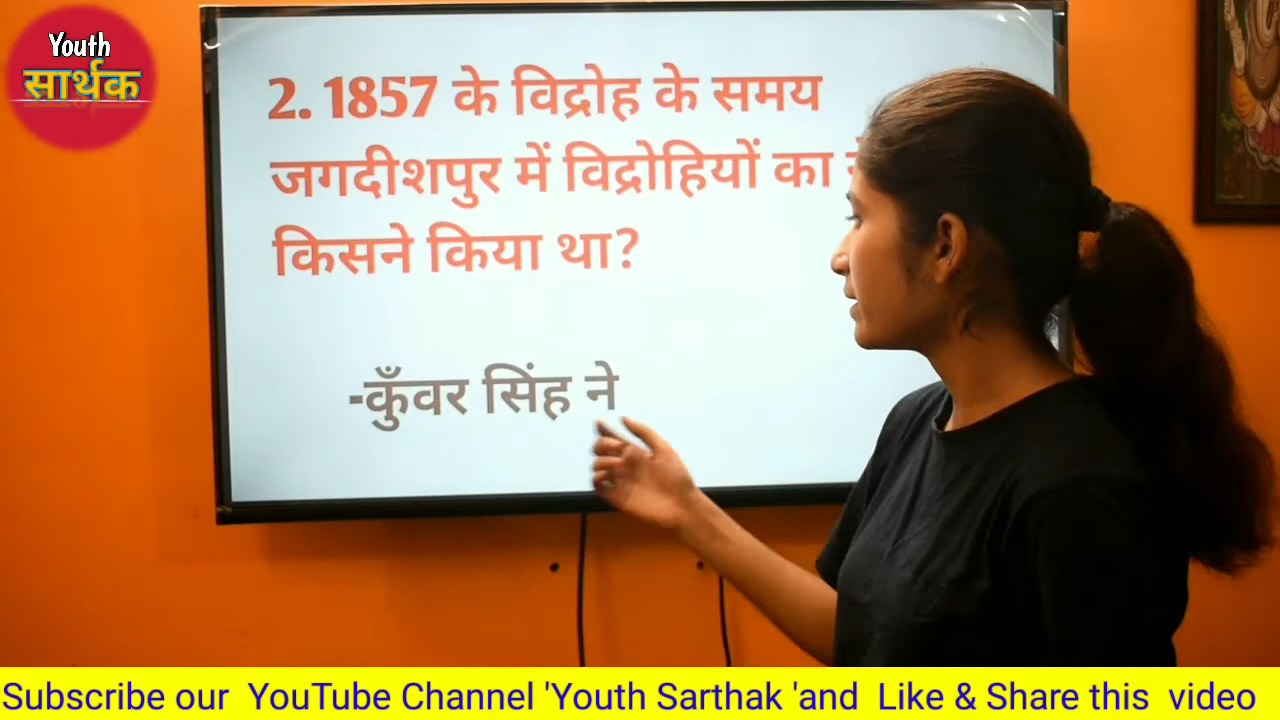 Youth
सार्थक
2. 1857 के विद्रोह के समय
जगदीशपुर में विद्रोहियों का
किसने किया था?
-कुँवर सिंह ने
Subscribe our YouTube Channel 'Youth Sarthak 'and Like & Share this video